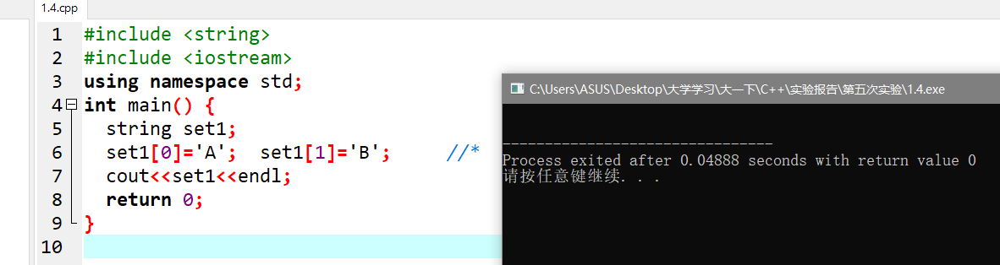 1.4.cpp
1 #include <string>
2 #include <iostream>
3 using namespace std;
4 int main() {
5 string set1;
6 set1[0]='A';  set1[1]='B';     //*
7 cout<<set1<<endl;
8 return 0;
9 }
10
C:\Users\ASUS\Desktop\大学学习\大一下\C++\实验报告\第五次实验\1.4.exe
--------------------------------
Process exited after 0.04888 seconds with return value 0
请按任意键继续. . .